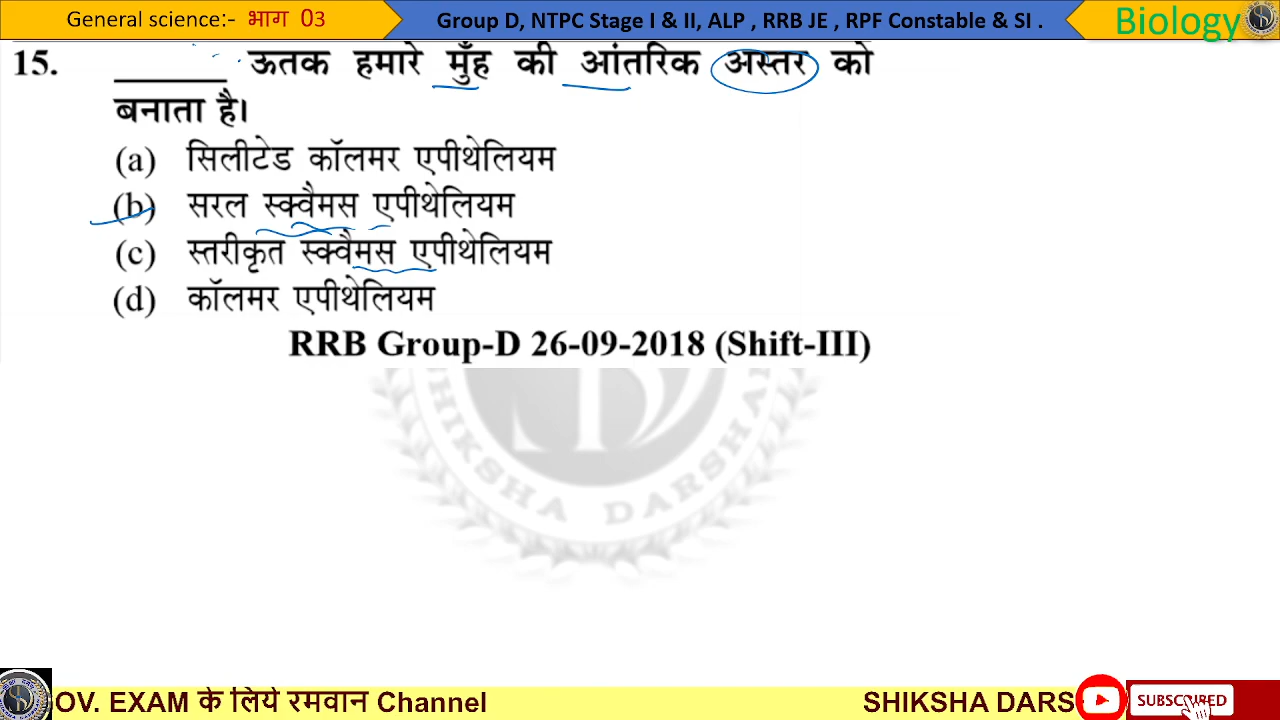 General science:- भाग 03
Group D, NTPC Stage I & II, ALP , RRB JE , RPF Constable & SI .
Biology
15. ______ ऊतक हमारे मुँह की आंतरिक अस्तर को
बनाता है।
(a) सिलीटेड कॉलमर एपीथेलियम
(b) सरल स्क्वैमस एपीथेलियम
(c) स्तरीकृत स्क्वैमस एपीथेलियम
(d) कॉलमर एपीथेलियम
RRB Group-D 26-09-2018 (Shift-III)
SHIKSHA DARSHAN
OV. EXAM के लिये रमवान Channel
SHIKSHA DARS
SUBSCRIBED